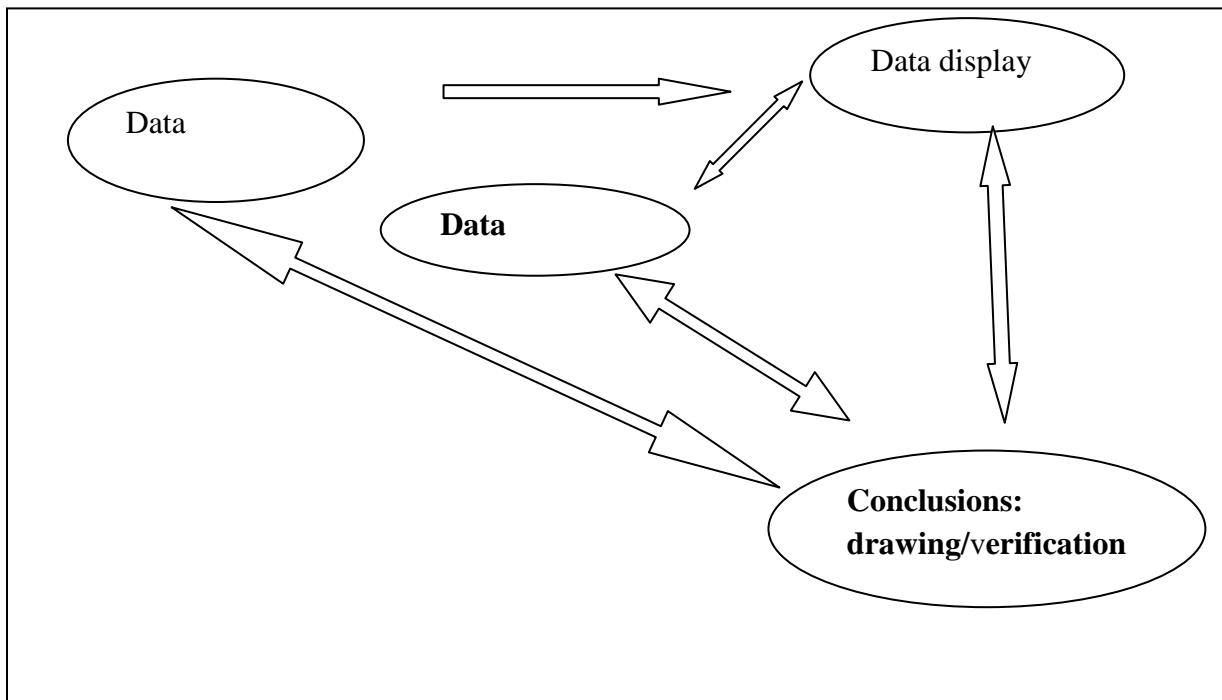 Data display
Data
Data
Conclusions:
drawing/verification